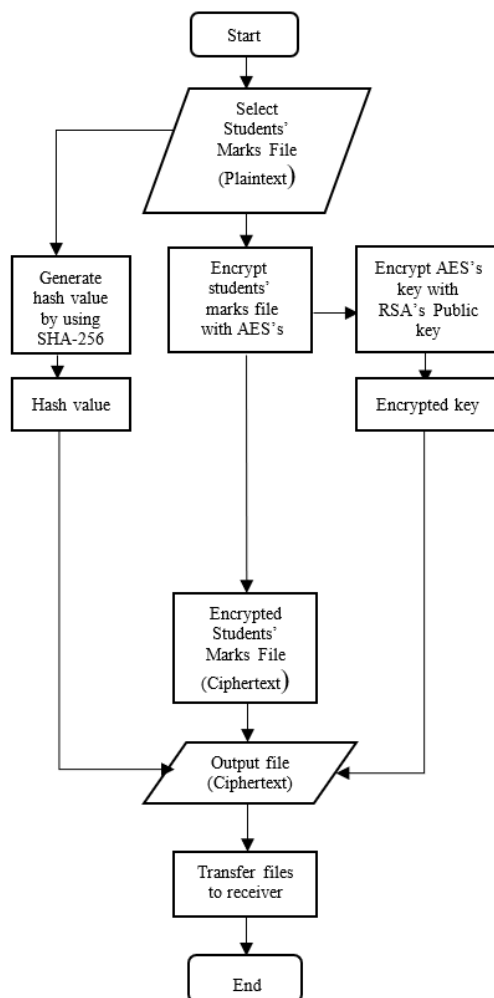 Start
Select
Students’
Marks File
(Plaintext)
Generate
hash value
by using
SHA-256
Encrypt
students’
marks file
with AES’s
Encrypt AES’s
key with
RSA’s Public
key
Hash value
Encrypted key
Encrypted
Students’
Marks File
(Ciphertext)
Output file
(Ciphertext)
Transfer files
to receiver
End